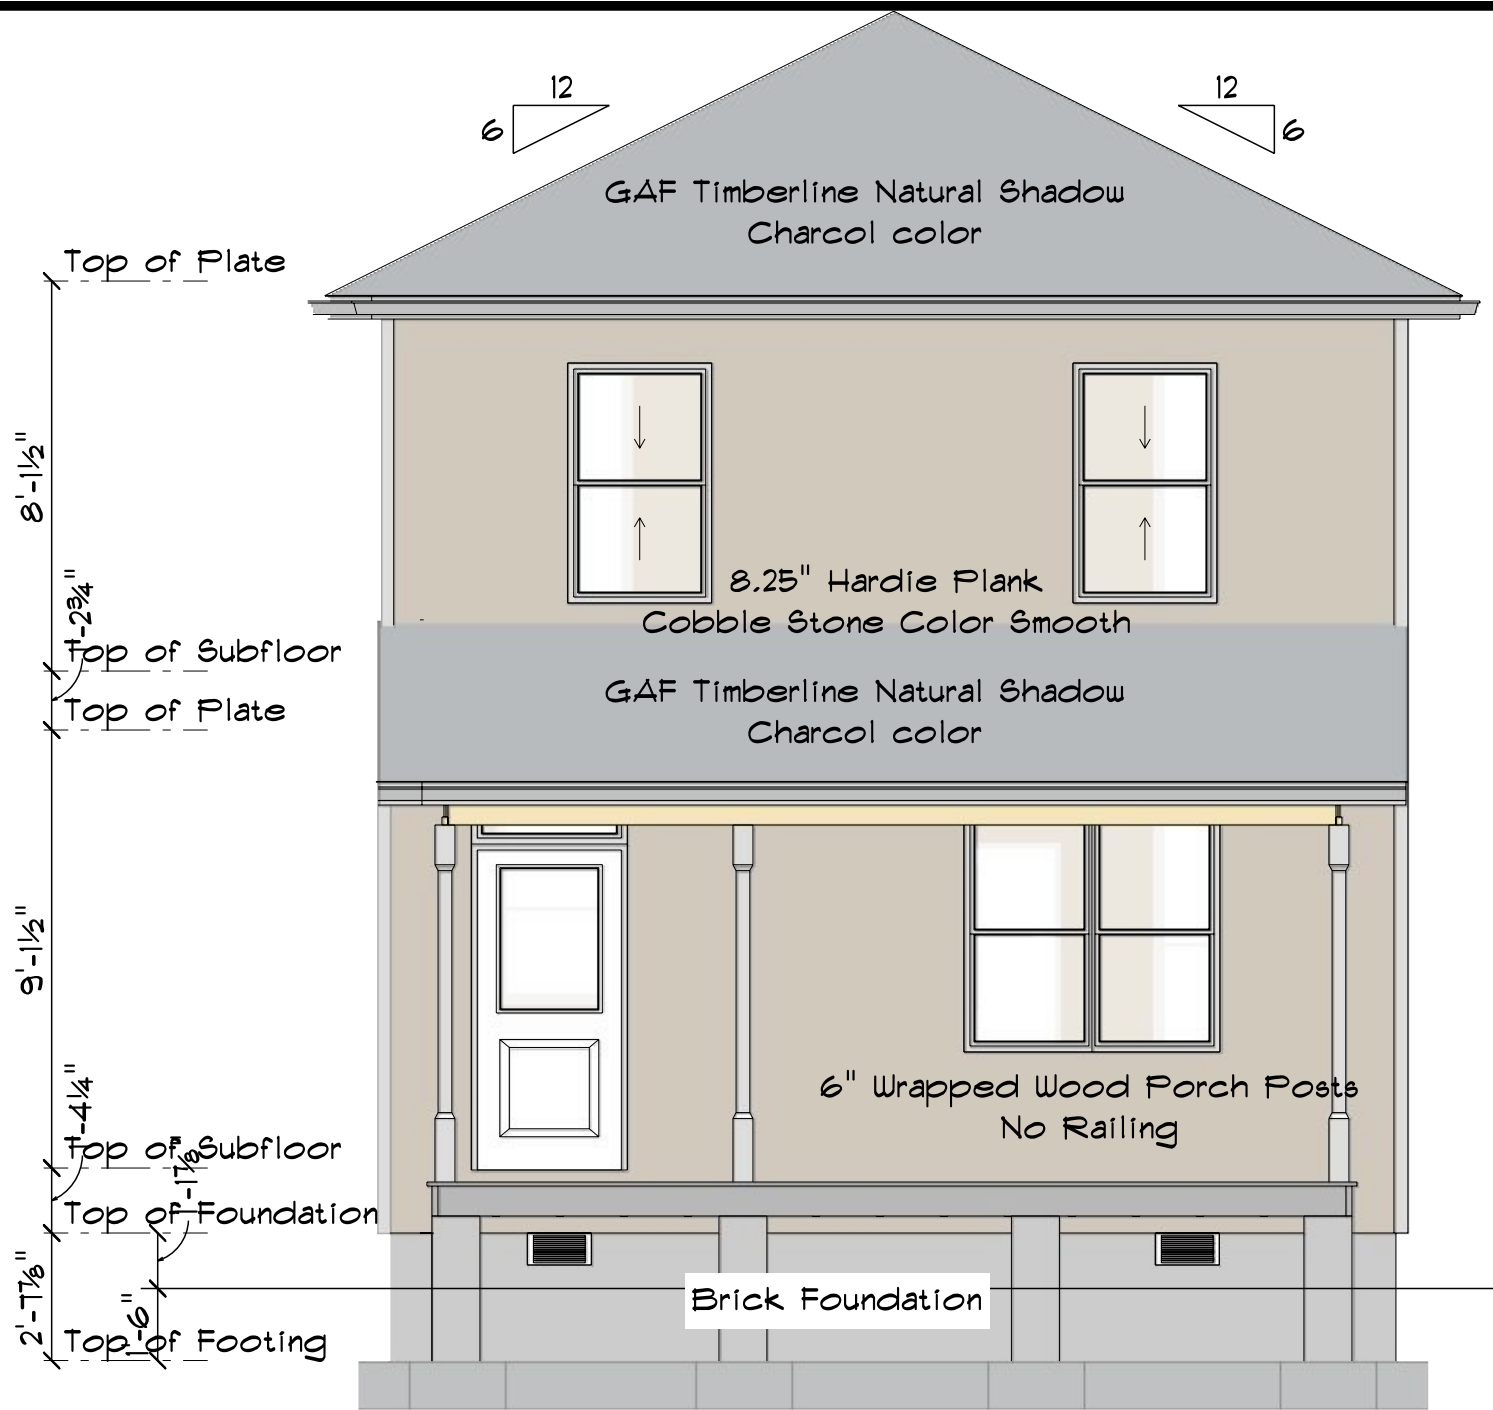 12
12
6
6
GAF Timberline Natural Shadow
Charcol color
Top of Plate
8'-1½"
8.25" Hardie Plank
Cobble Stone Color Smooth
1'-2¾"
Top of Subfloor
GAF Timberline Natural Shadow
Top of Plate
Charcol color
9'-1½"
6" Wrapped Wood Porch Posts
No Railing
1'-4¼"
Top of Subfloor
1'-1⅞"
Top of Foundation
2'-7⅞"
1'-6"
Brick Foundation
Top of Footing